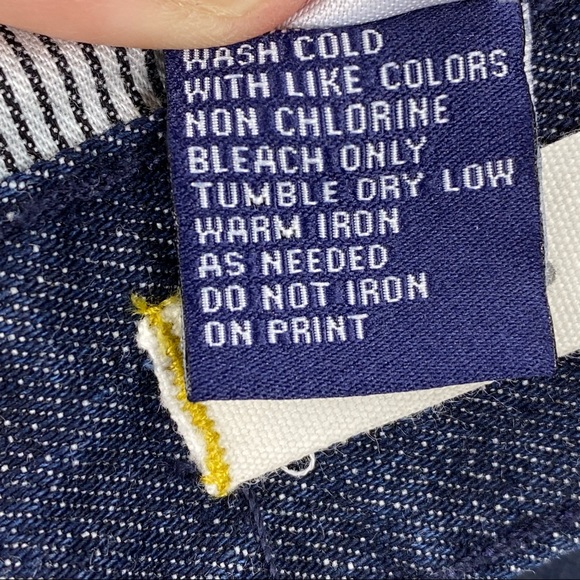 WASH COLD
WITH LIKE COLORS
NON CHLORINE
BLEACH ONLY
TUMBLE DRY LOW
WARM IRON
AS NEEDED
DO NOT IRON
ON PRINT